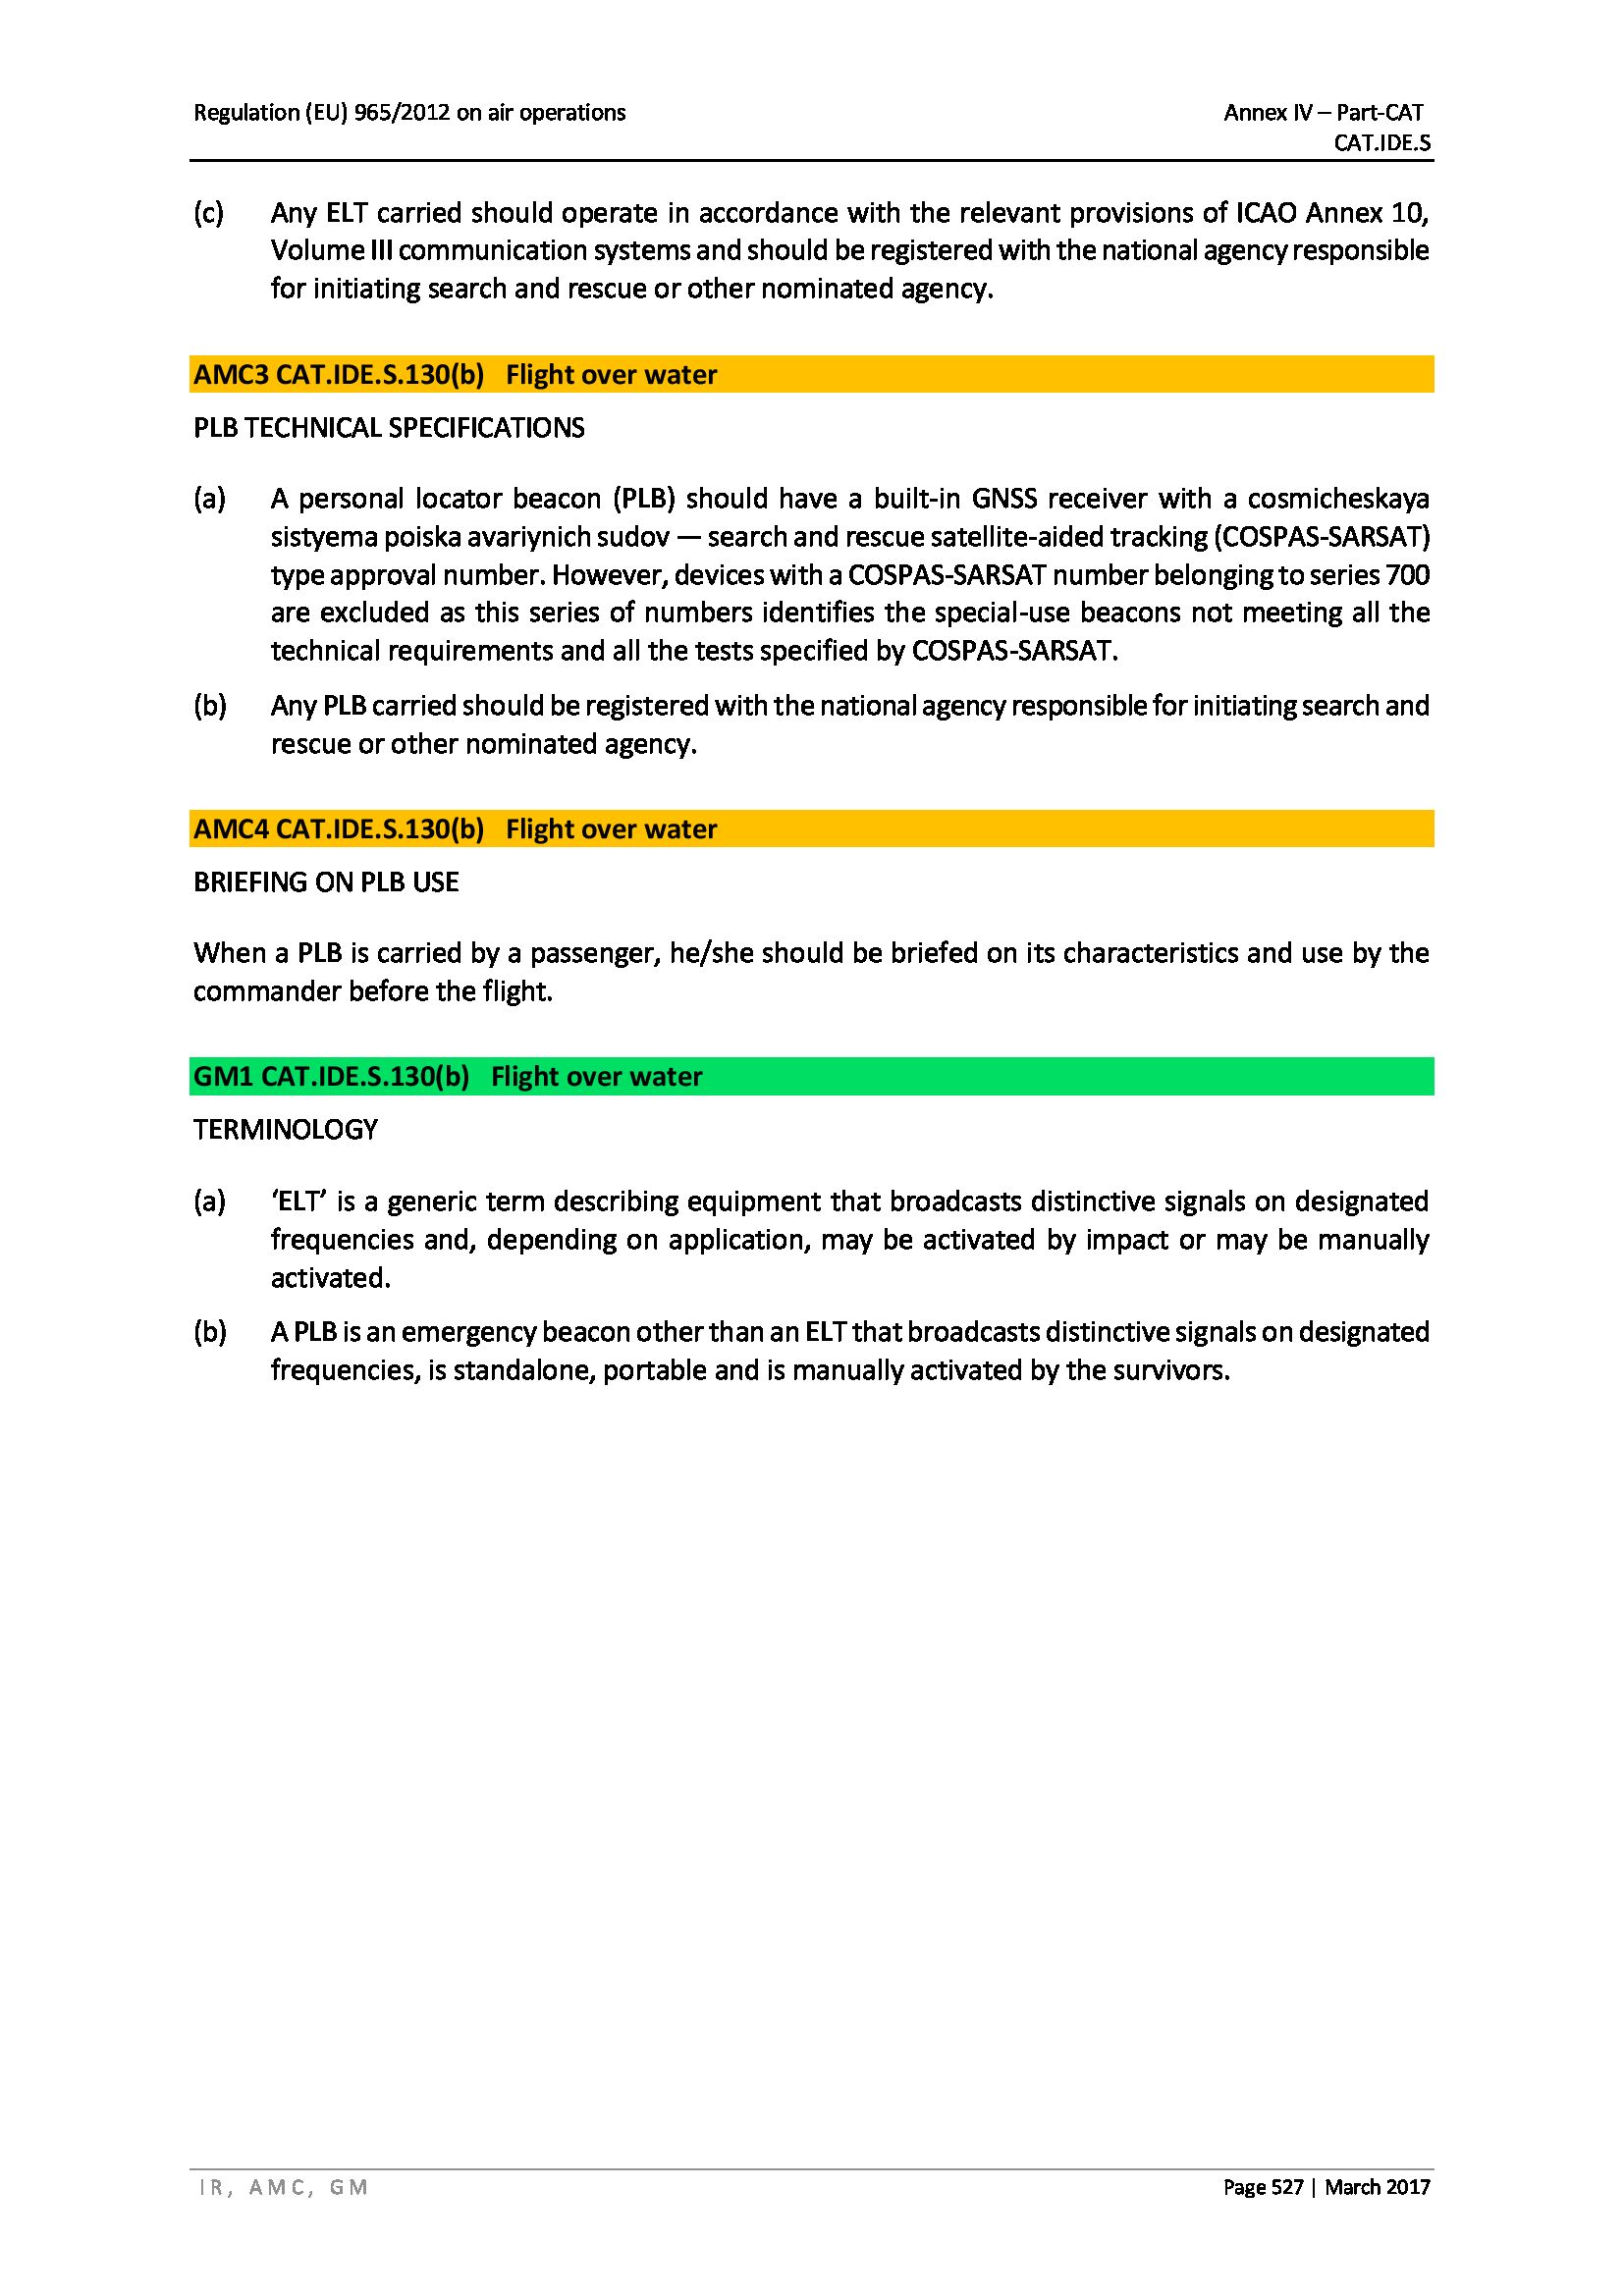 Regulation (EU) 965/2012 on air operations
Annex IV – Part-CAT
CAT.IDE.S
(c) Any ELT carried should operate in accordance with the relevant provisions of ICAO Annex 10,
Volume III communication systems and should be registered with the national agency responsible
for initiating search and rescue or other nominated agency.
AMC3 CAT.IDE.S.130(b) Flight over water
PLB TECHNICAL SPECIFICATIONS
(a) A personal locator beacon (PLB) should have a built-in GNSS receiver with a cosmicheskaya
sistyema poiska avariynich sudov — search and rescue satellite-aided tracking (COSPAS-SARSAT)
type approval number. However, devices with a COSPAS-SARSAT number belonging to series 700
are excluded as this series of numbers identifies the special-use beacons not meeting all the
technical requirements and all the tests specified by COSPAS-SARSAT.
(b) Any PLB carried should be registered with the national agency responsible for initiating search and
rescue or other nominated agency.
AMC4 CAT.IDE.S.130(b) Flight over water
BRIEFING ON PLB USE
When a PLB is carried by a passenger, he/she should be briefed on its characteristics and use by the
commander before the flight.
GM1 CAT.IDE.S.130(b) Flight over water
TERMINOLOGY
(a) ‘ELT’ is a generic term describing equipment that broadcasts distinctive signals on designated
frequencies and, depending on application, may be activated by impact or may be manually
activated.
(b) A PLB is an emergency beacon other than an ELT that broadcasts distinctive signals on designated
frequencies, is standalone, portable and is manually activated by the survivors.
IR, AMC, GM
Page 527 | March 2017